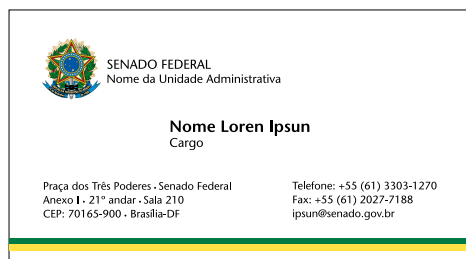 SENADO FEDERAL
Nome da Unidade Administrativa
Nome Loren Ipsun
Cargo
Praça dos Três Poderes • Senado Federal
Anexo I • 21º andar • Sala 210
CEP: 70165-900 • Brasília-DF
Telefone: +55 (61) 3303-1270
Fax: +55 (61) 2027-7188
ipsun@senado.gov.br